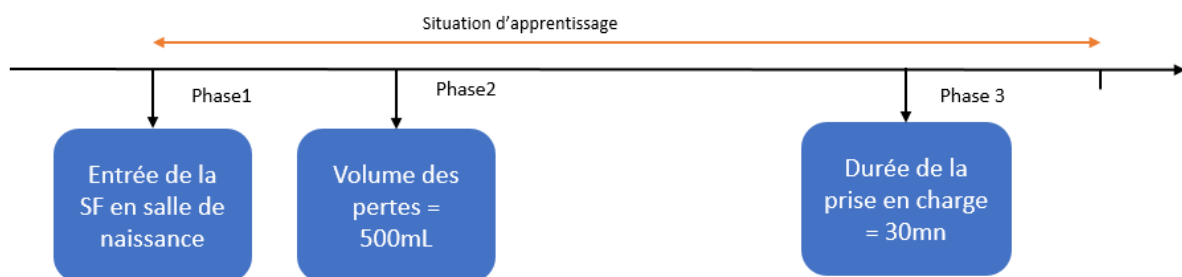 Situation d’apprentissage
Phase1
Phase2
Phase 3
Entrée de la
SF en salle de
naissance
Volume des
pertes =
500mL
Durée de la
prise en charge
= 30mn